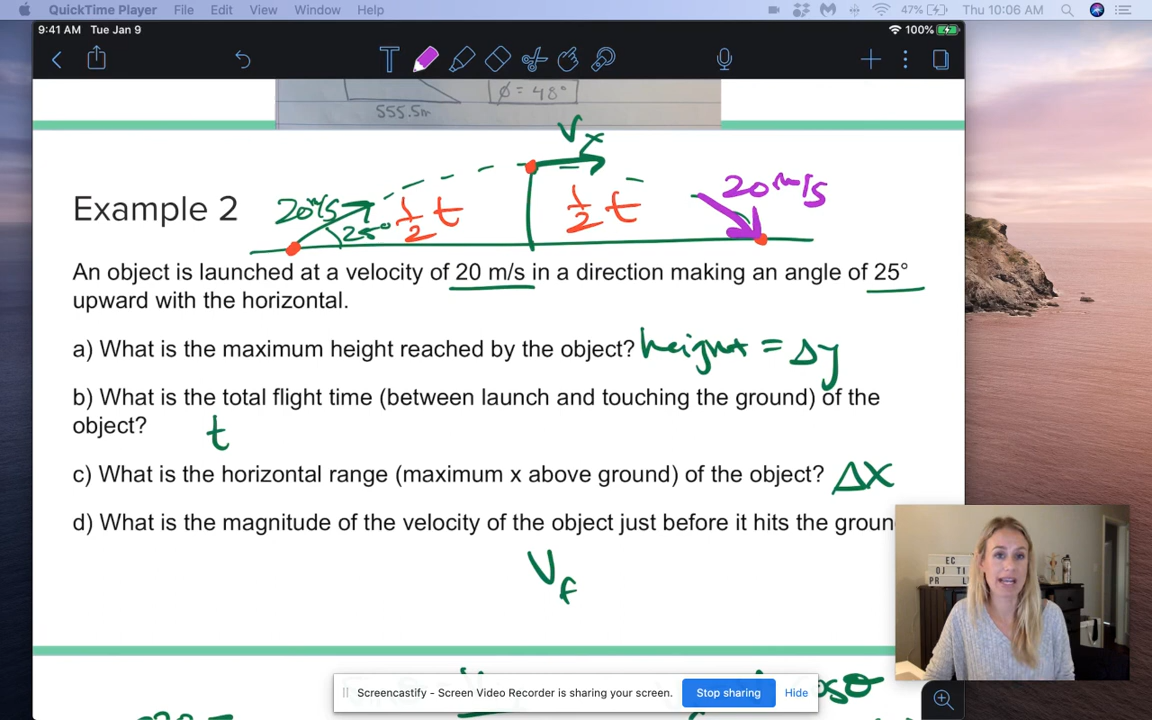 QuickTime Player File Edit View Window Help 47% Thu 10:06 AM
9:41 AM Tue Jan 9 100%
T
ϕ = 48°
555.5m
Vx
20 m/s
Example 2 20 m/s 25° 1/2 t 1/2 t
An object is launched at a velocity of 20 m/s in a direction making an angle of 25°
upward with the horizontal.
a) What is the maximum height reached by the object? height = Δy
b) What is the total flight time (between launch and touching the ground) of the
object? t
c) What is the horizontal range (maximum x above ground) of the object? Δx
d) What is the magnitude of the velocity of the object just before it hits the groun
Vf
EC
OJ TI
PR L
Screencastify - Screen Video Recorder is sharing your screen. Stop sharing Hide